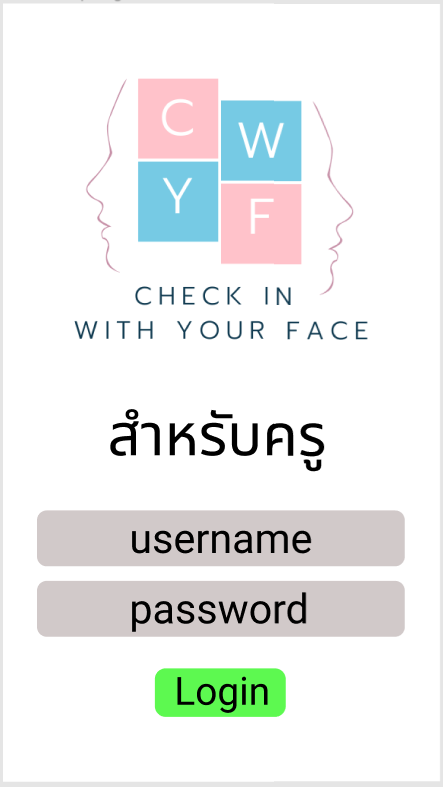 C
W
Y
F
CHECK IN
WITH YOUR FACE
สำหรับครู
username
password
Login